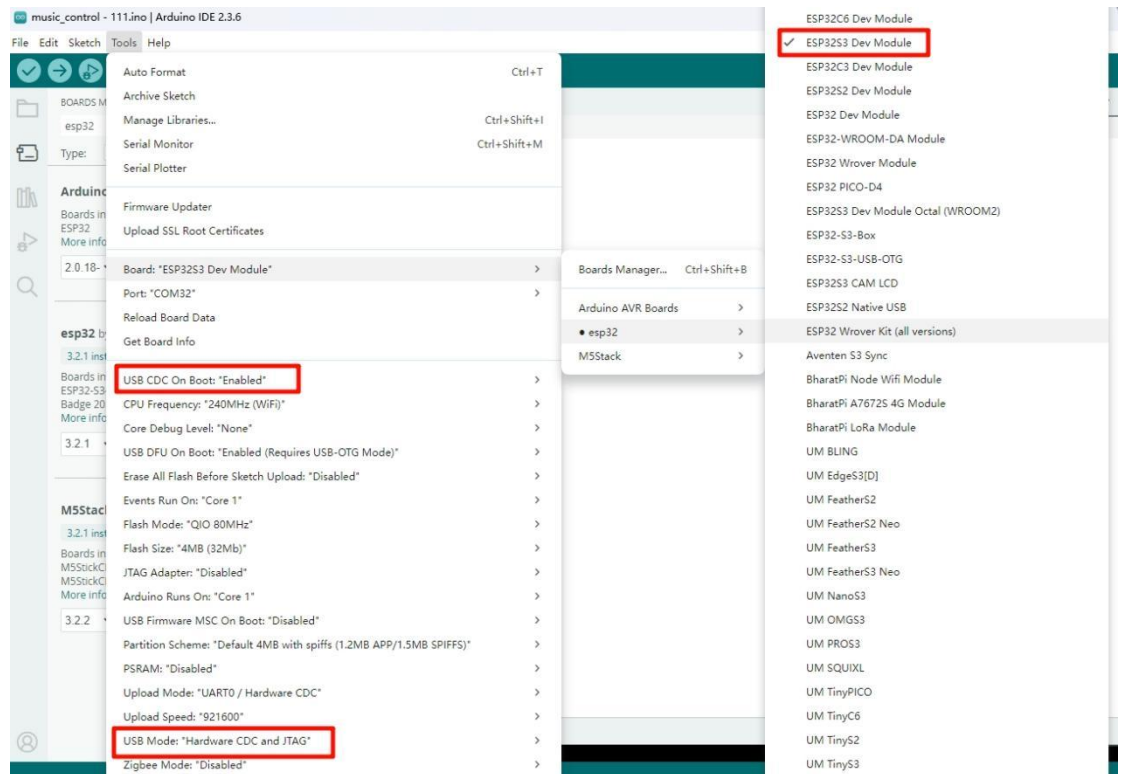 music_control - 111.ino | Arduino IDE 2.3.6
File Edit Sketch Tools Help
BOARDS M
esp32
Type:
Arduino
Boards in
ESP32
More info
2.0.18-
esp32 by
3.2.1 inst
Boards in
ESP32-S3
Badge 20
More info
3.2.1
M5Stac
3.2.1 inst
Boards in
M5StickC
M5StickC
More info
3.2.2
Auto Format Ctrl+T
Archive Sketch
Manage Libraries... Ctrl+Shift+I
Serial Monitor Ctrl+Shift+M
Serial Plotter
Firmware Updater
Upload SSL Root Certificates
Board: "ESP32S3 Dev Module"
Port: "COM32"
Reload Board Data
Get Board Info
USB CDC On Boot: "Enabled"
CPU Frequency: "240MHz (WiFi)"
Core Debug Level: "None"
USB DFU On Boot: "Enabled (Requires USB-OTG Mode)"
Erase All Flash Before Sketch Upload: "Disabled"
Events Run On: "Core 1"
Flash Mode: "QIO 80MHz"
Flash Size: "4MB (32Mb)"
JTAG Adapter: "Disabled"
Arduino Runs On: "Core 1"
USB Firmware MSC On Boot: "Disabled"
Partition Scheme: "Default 4MB with spiffs (1.2MB APP/1.5MB SPIFFS)"
PSRAM: "Disabled"
Upload Mode: "UART0 / Hardware CDC"
Upload Speed: "921600"
USB Mode: "Hardware CDC and JTAG"
Zigbee Mode: "Disabled"
Boards Manager... Ctrl+Shift+B
Arduino AVR Boards
esp32
M5Stack
ESP32C6 Dev Module
ESP32S3 Dev Module
ESP32C3 Dev Module
ESP32S2 Dev Module
ESP32 Dev Module
ESP32-WROOM-DA Module
ESP32 Wrover Module
ESP32 PICO-D4
ESP32S3 Dev Module Octal (WROOM2)
ESP32-S3-Box
ESP32-S3-USB-OTG
ESP32S3 CAM LCD
ESP32S2 Native USB
ESP32 Wrover Kit (all versions)
Aventen S3 Sync
BharatPi Node Wifi Module
BharatPi A7672S 4G Module
BharatPi LoRa Module
UM BLING
UM EdgeS3[D]
UM FeatherS2
UM FeatherS2 Neo
UM FeatherS3
UM FeatherS3 Neo
UM NanoS3
UM OMGS3
UM PROS3
UM SQUIXL
UM TinyPICO
UM TinyC6
UM TinyS2
UM TinyS3